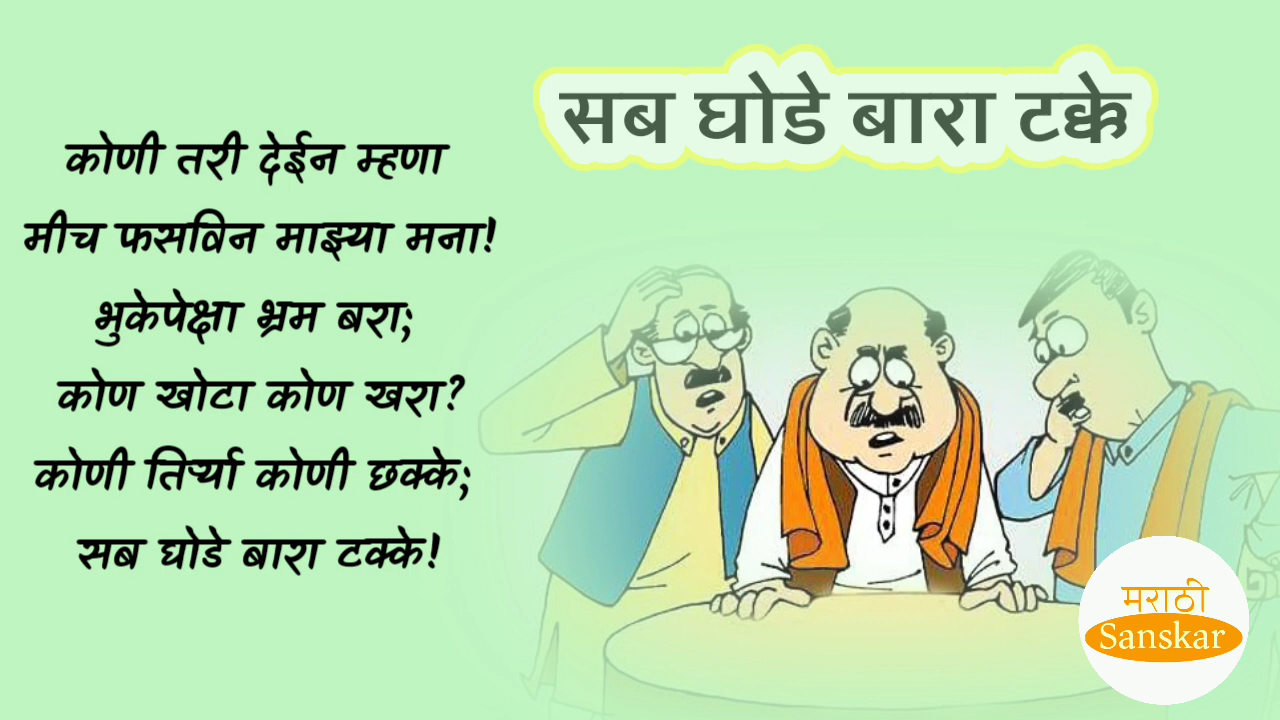 सब घोडे बारा टक्के
कोणी तरी देईन म्हणा
मीच फसविन माझ्या मना!
भुकेपेक्षा भ्रम बरा;
कोण खोटा कोण खरा?
कोणी तिर्या कोणी छक्के;
सब घोडे बारा टक्के!
मराठी
Sanskar